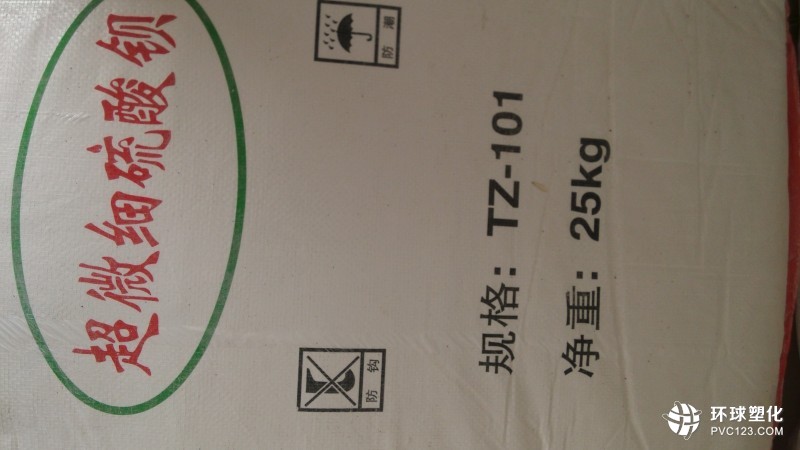 超微细硫酸钡
防潮
规格：TZ-101
净重：25kg
防钩
环球塑化
PVC123.COM